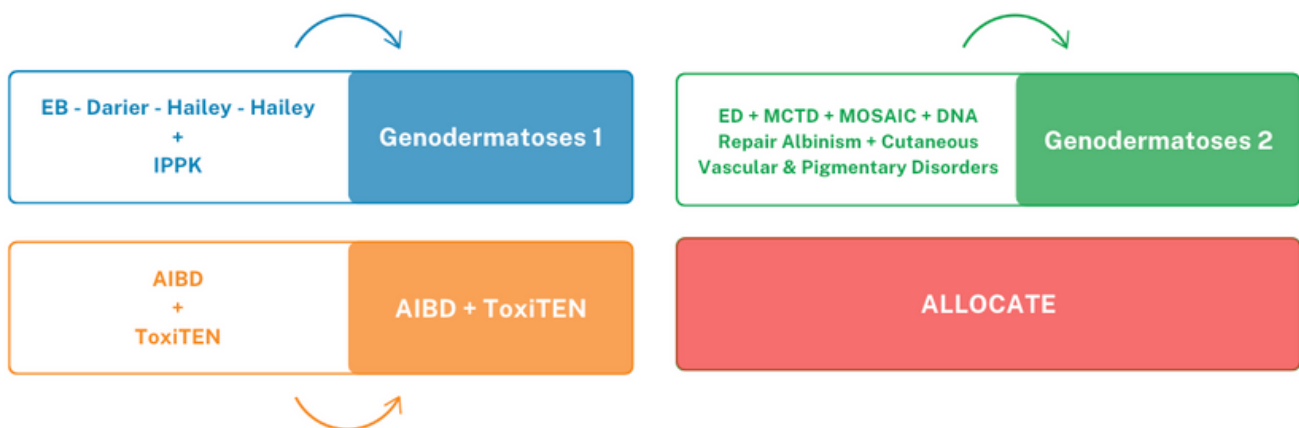 EB - Darier - Hailey - Hailey
+
IPPK
Genodermatoses 1
ED + MCTD + MOSAIC + DNA
Repair Albinism + Cutaneous
Vascular & Pigmentary Disorders
Genodermatoses 2
AIBD
+
ToxiTEN
AIBD + ToxiTEN
ALLOCATE